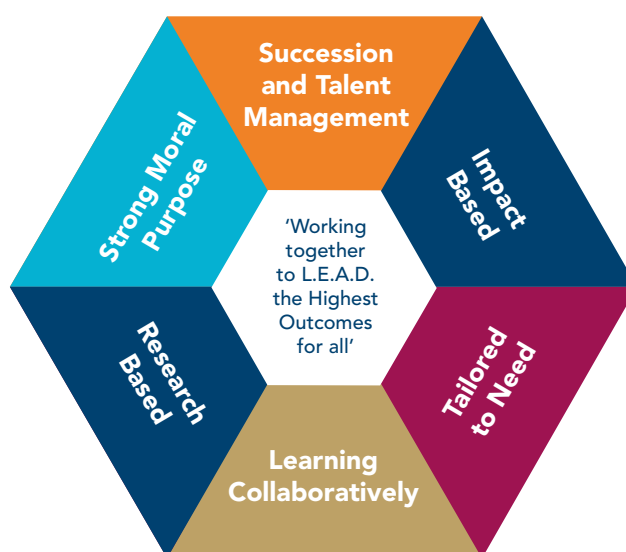 Succession
and Talent
Management
Impact
Based
Tailored
to Need
Learning
Collaboratively
Research
Based
Strong Moral
Purpose
‘Working
together
to L.E.A.D.
the Highest
Outcomes
for all’